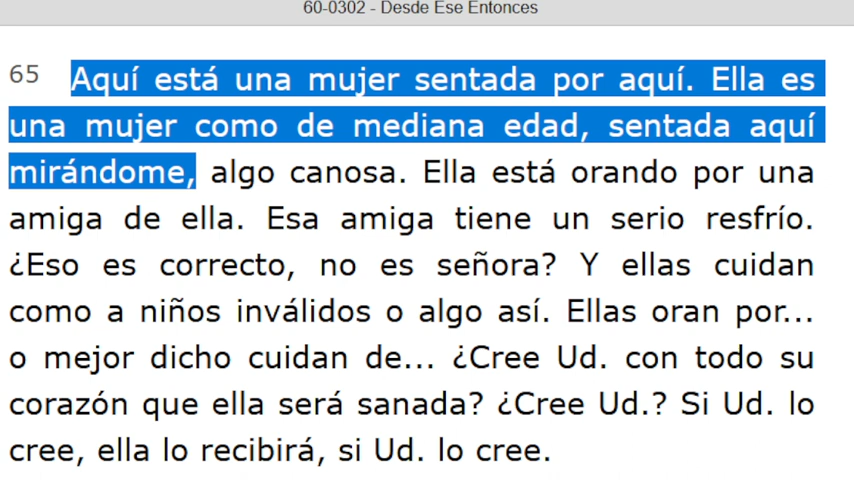 60-0302 - Desde Ese Entonces
65 Aquí está una mujer sentada por aquí. Ella es
una mujer como de mediana edad, sentada aquí
mirándome, algo canosa. Ella está orando por una
amiga de ella. Esa amiga tiene un serio resfrío.
¿Eso es correcto, no es señora? Y ellas cuidan
como a niños inválidos o algo así. Ellas oran por...
o mejor dicho cuidan de... ¿Cree Ud. con todo su
corazón que ella será sanada? ¿Cree Ud.? Si Ud. lo
cree, ella lo recibirá, si Ud. lo cree.